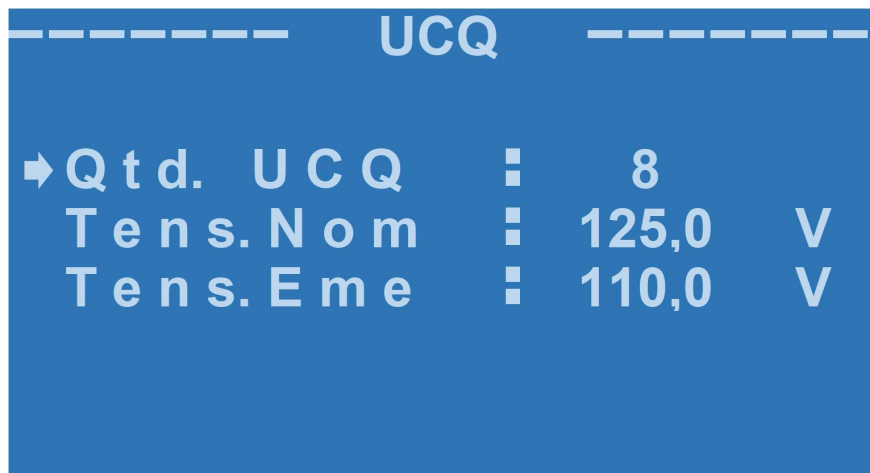 ------- UCQ -------
Qtd. UCQ : 8
Tens.Nom : 125,0 V
Tens.Eme : 110,0 V